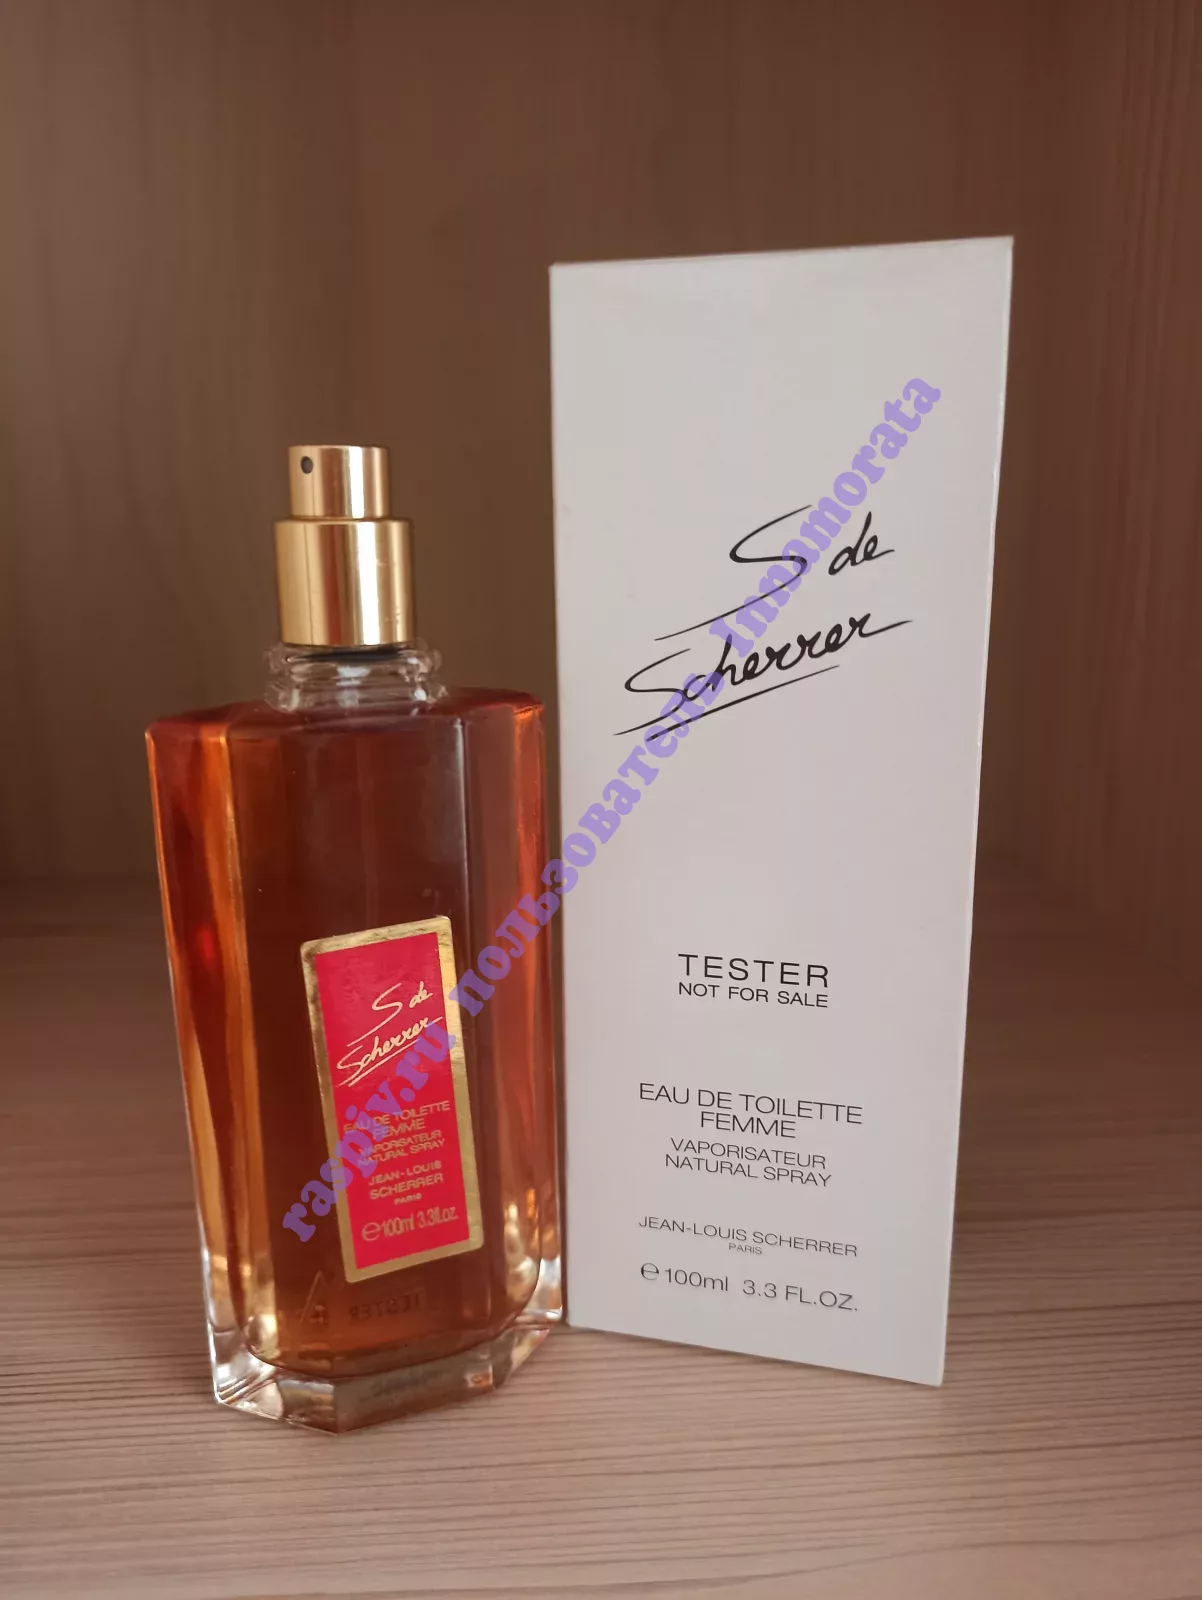 S de
Scherrer
TESTER
NOT FOR SALE
EAU DE TOILETTE
FEMME
VAPORISATEUR
NATURAL SPRAY
JEAN-LOUIS SCHERRER
PARIS
e 100ml 3.3 FL.OZ.
S de
Scherrer
EAU DE TOILETTE
FEMME
VAPORISATEUR
NATURAL SPRAY
JEAN-LOUIS
SCHERRER
PARIS
e 100ml 3.3fl.oz.
TESTER
raspiv.ru пользователь Innamorata